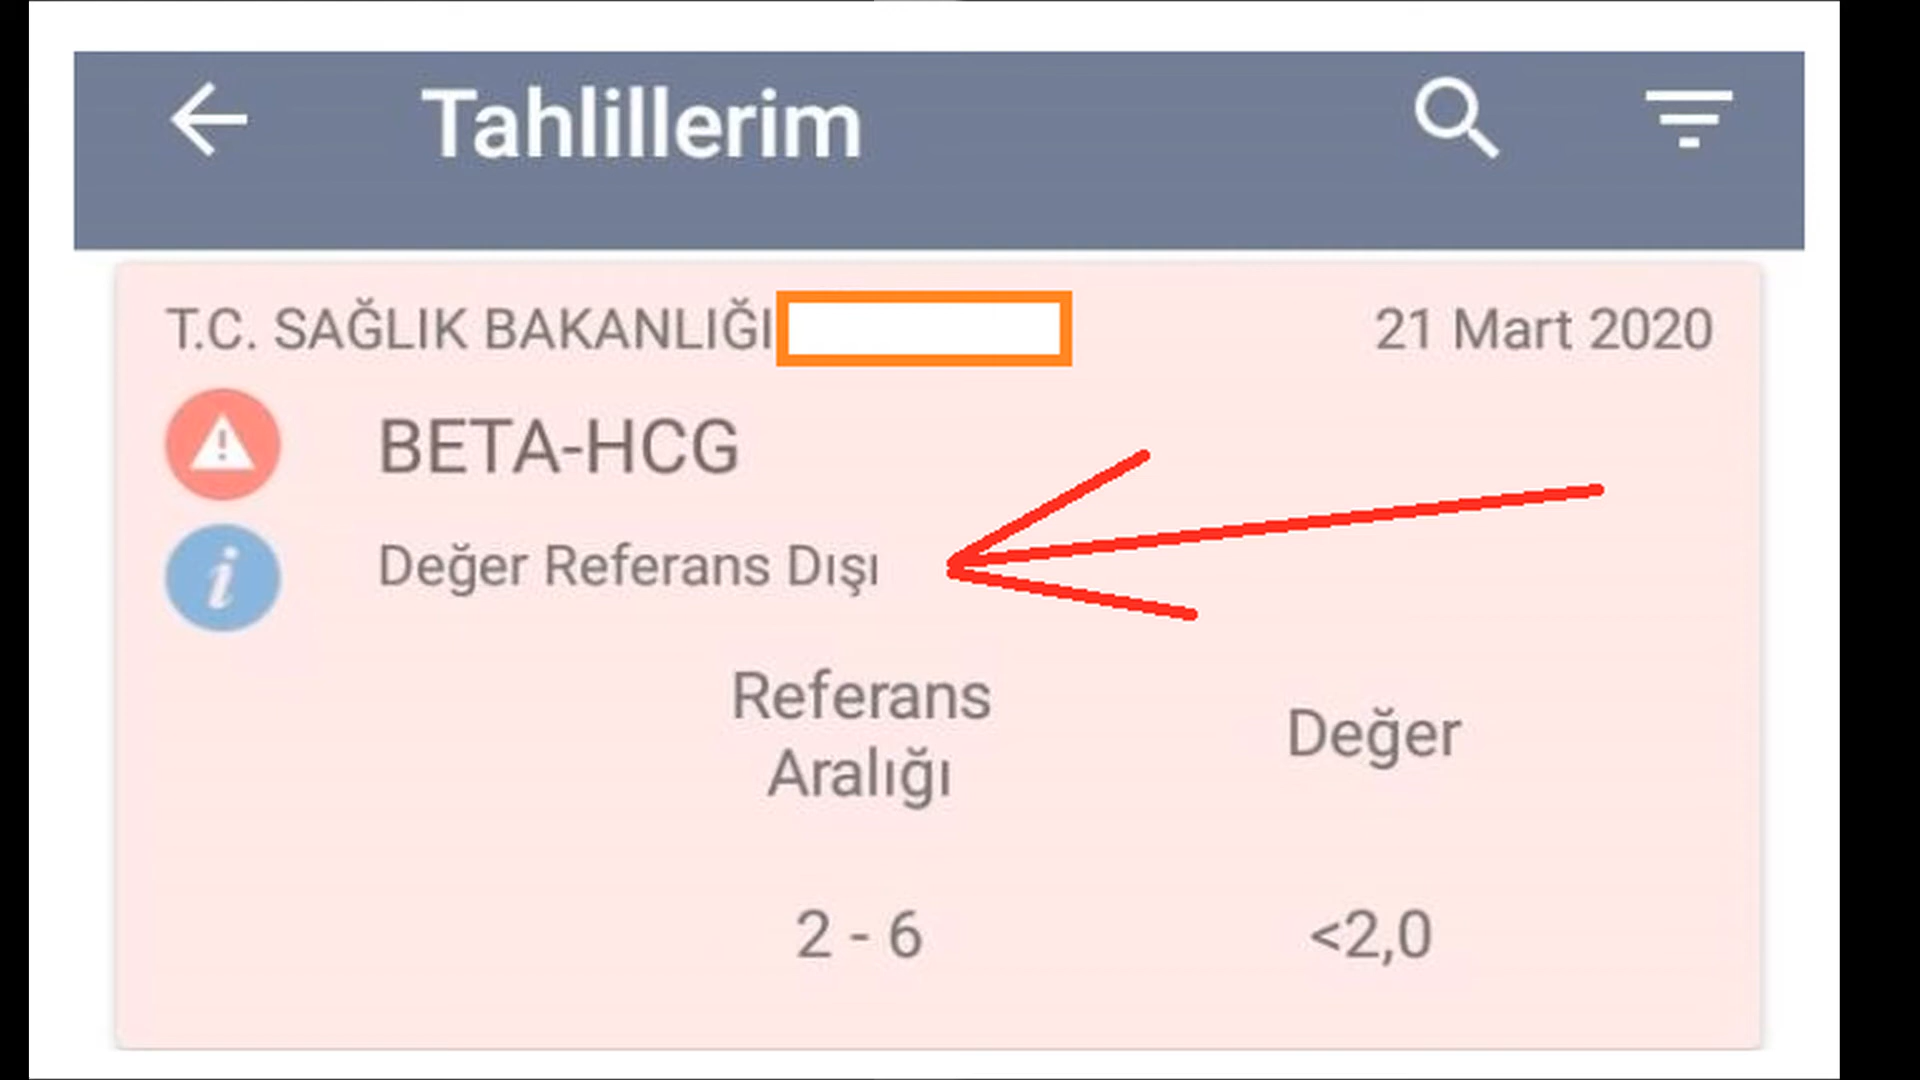 Tahlillerim
T.C. SAĞLIK BAKANLIĞI
21 Mart 2020
BETA-HCG
Değer Referans Dışı
Referans
Aralığı
Değer
2 - 6
<2,0